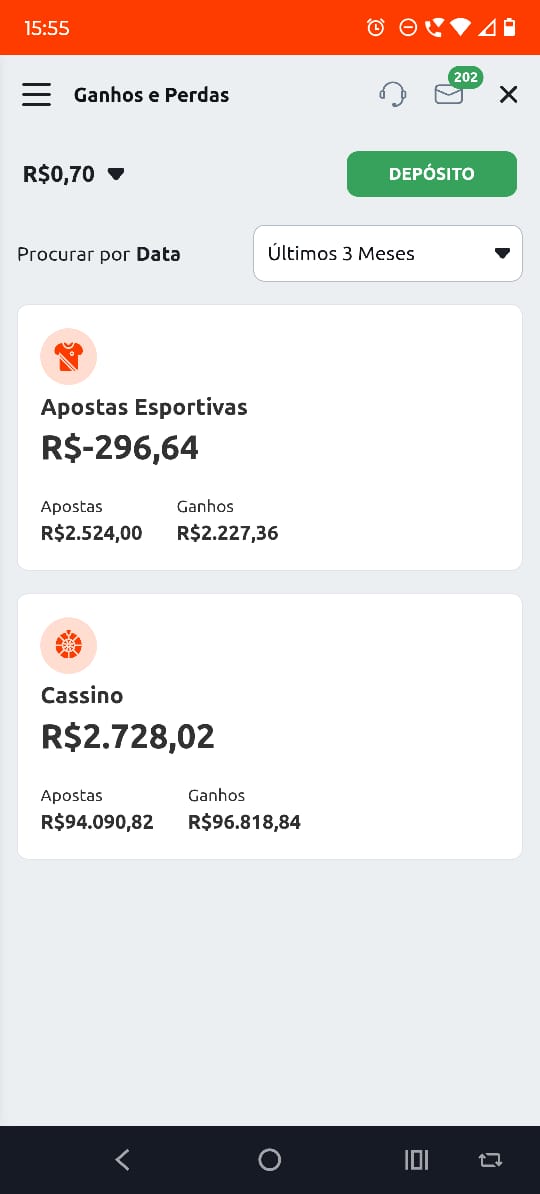 15:55
202
Ganhos e Perdas
R$0,70
DEPÓSITO
Procurar por Data
Últimos 3 Meses
Apostas Esportivas
R$-296,64
Apostas Ganhos
R$2.524,00 R$2.227,36
Cassino
R$2.728,02
Apostas Ganhos
R$94.090,82 R$96.818,84